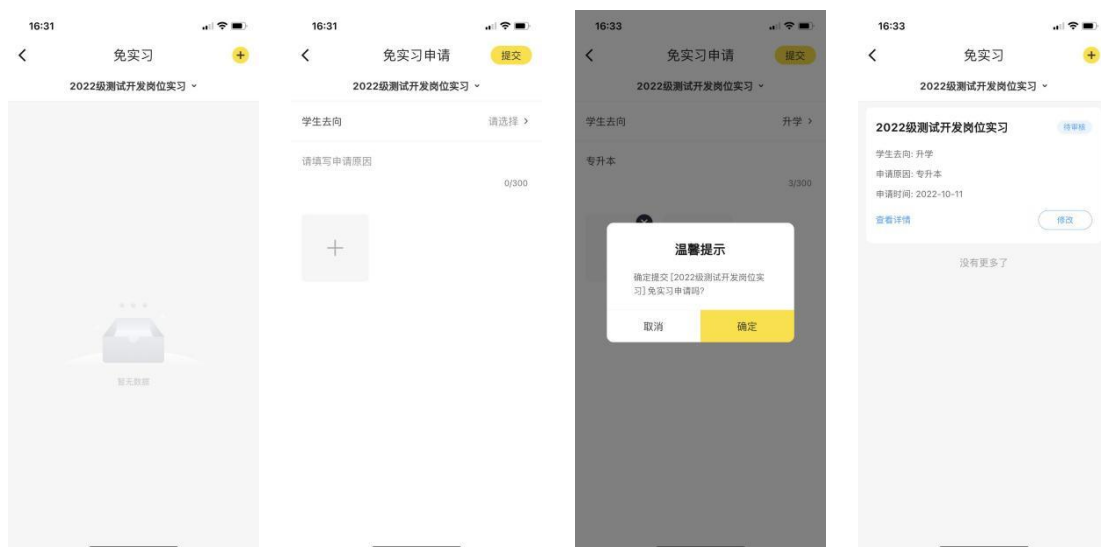 16:31
免实习
2022级测试开发岗位实习
暂无数据
16:31
免实习申请
提交
2022级测试开发岗位实习
学生去向
请选择
请填写申请原因
0/300
16:33
免实习申请
提交
2022级测试开发岗位实习
学生去向
升学
专升本
3/300
温馨提示
确定提交 [2022级测试开发岗位实
习] 免实习申请吗?
取消
确定
16:33
免实习
2022级测试开发岗位实习
2022级测试开发岗位实习
待审核
学生去向: 升学
申请原因: 专升本
申请时间: 2022-10-11
查看详情
修改
没有更多了